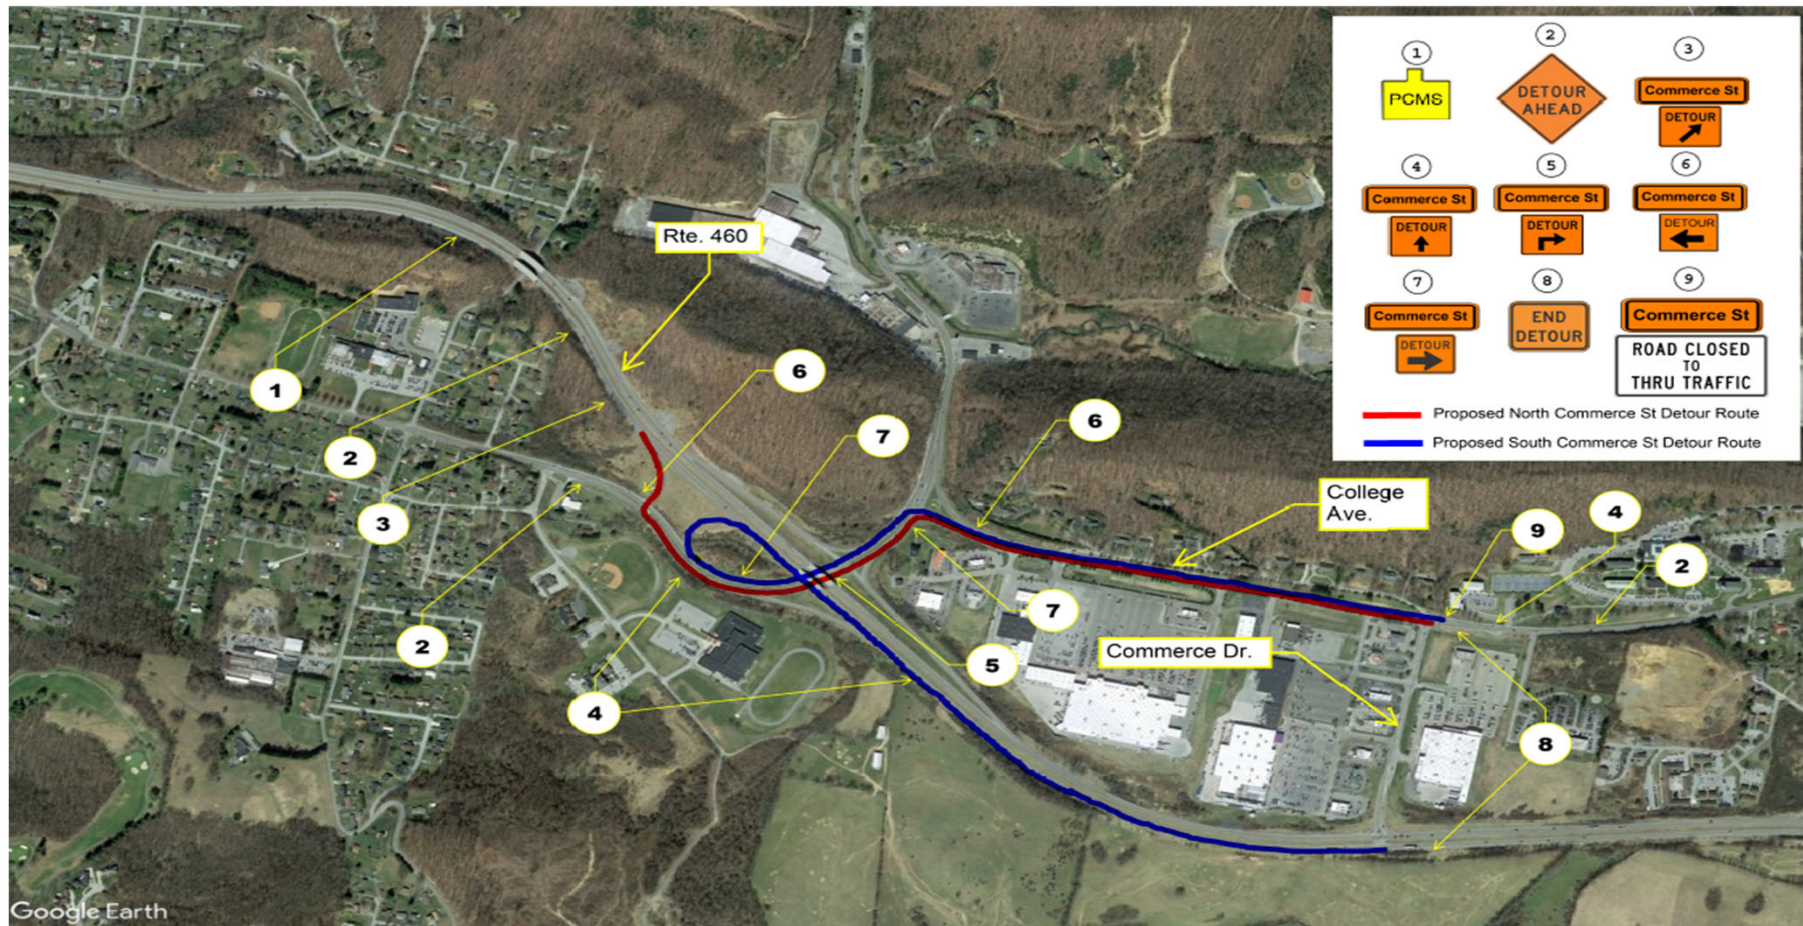 1
2
3
PCMS
DETOUR
AHEAD
Commerce St
DETOUR
4
5
6
Commerce St
Commerce St
Commerce St
DETOUR
DETOUR
DETOUR
7
8
9
Commerce St
END
DETOUR
Commerce St
DETOUR
ROAD CLOSED
TO
THRU TRAFFIC
Proposed North Commerce St Detour Route
Proposed South Commerce St Detour Route
Rte. 460
6
1
6
7
2
College
Ave.
3
9
4
2
7
2
Commerce Dr.
5
4
8
Google Earth